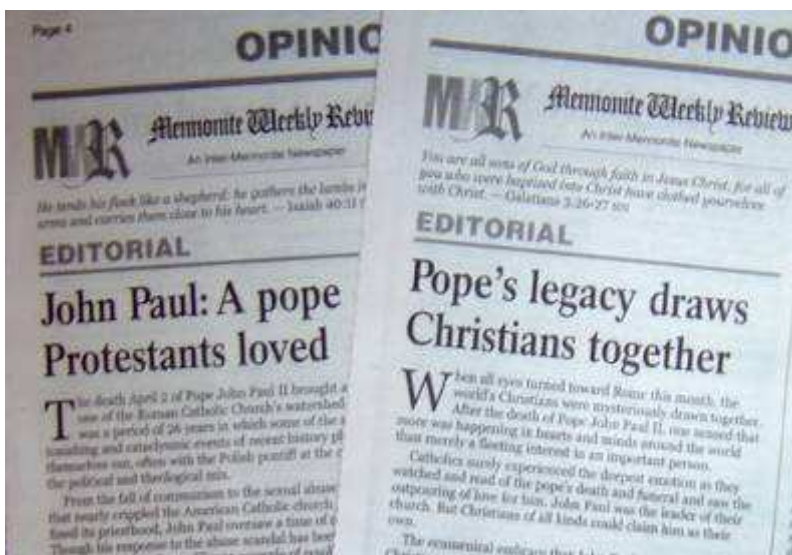 Page 4
OPINIO
M/R
Mennonite Weekly Revi
An Inter-Mennonite Newspaper
He tends his flock like a shepherd: he gathers the lambs in
arms and carries them close to his heart. — Isaiah 40:11
EDITORIAL
John Paul: A pope
Protestants loved
The death April 2 of Pope John Paul II brought a
one of the Roman Catholic Church's watershed
was a period of 26 years in which some of the
and cataclysmic events of recent history pl
themselves out, often with the Polish pontiff at the c
the political and theological mix.
From the fall of communism to the sexual abuse
that nearly crippled the American Catholic church
its priesthood, John Paul oversaw a time of
Though his response to the abuse scandal has been
OPINIO
MWR
Mennonite Weekly Review
An Inter-Mennonite Newspaper
You are all sons of God through faith in Jesus Christ, for all of
you who were baptized into Christ have clothed yourselves
with Christ. — Galatians 3:26-27
EDITORIAL
Pope's legacy draws
Christians together
When all eyes turned toward Rome this month, the
world's Christians were mysteriously drawn together.
After the death of Pope John Paul II, one sensed that
more was happening in hearts and minds around the world
than merely a fleeting interest in an important person.
Catholics surely experienced the deepest emotion as they
watched and read of the pope's death and funeral and saw the
outpouring of love for him. John Paul was the leader of their
church. But Christians of all kinds could claim him as their
own.
The ecumenical embrace